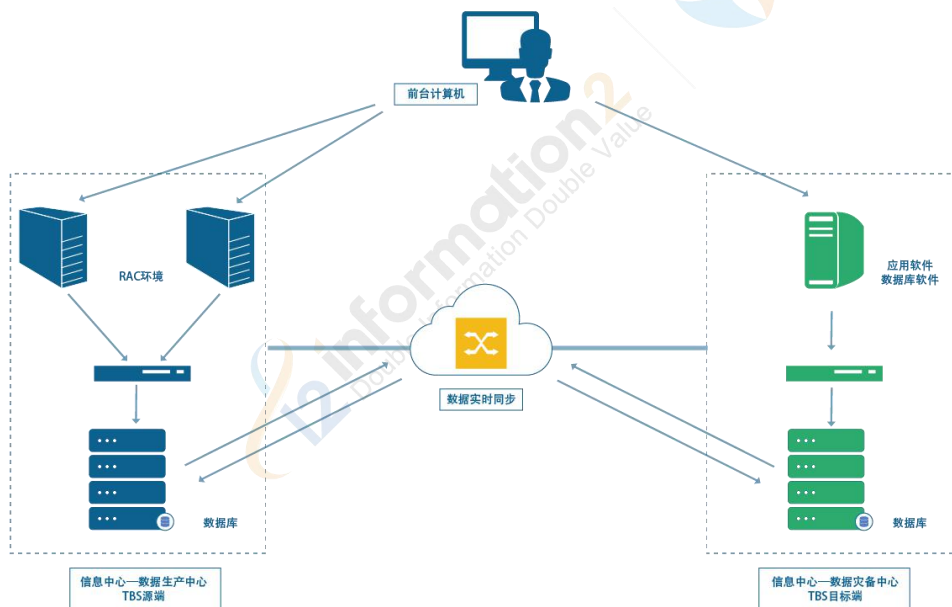 前台计算机
RAC环境
应用软件
数据库软件
数据实时同步
数据库
数据库
信息中心—数据生产中心
TBS源端
信息中心—数据灾备中心
TBS目标端
i2 information2
Double Information Double Value